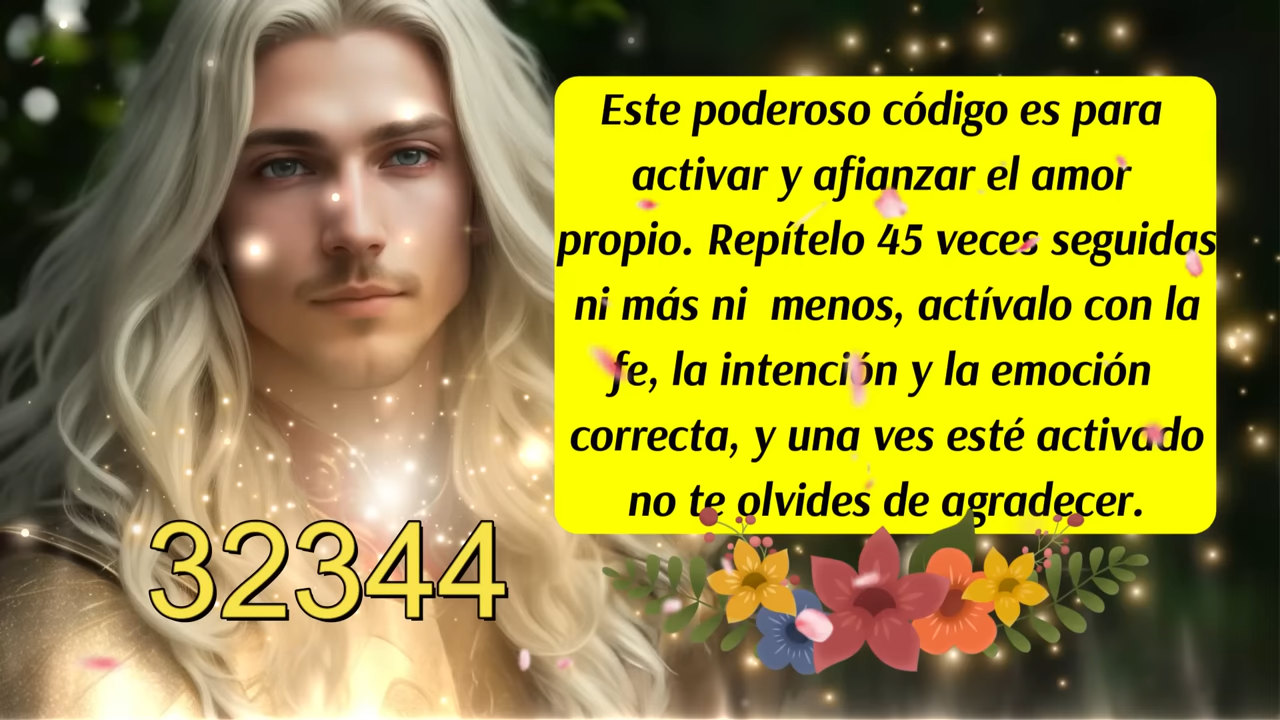 Este poderoso código es para
activar y afianzar el amor
propio. Repítelo 45 veces seguidas
ni más ni  menos, actívalo con la
fe, la intención y la emoción
correcta, y una ves esté activado
no te olvides de agradecer.
32344